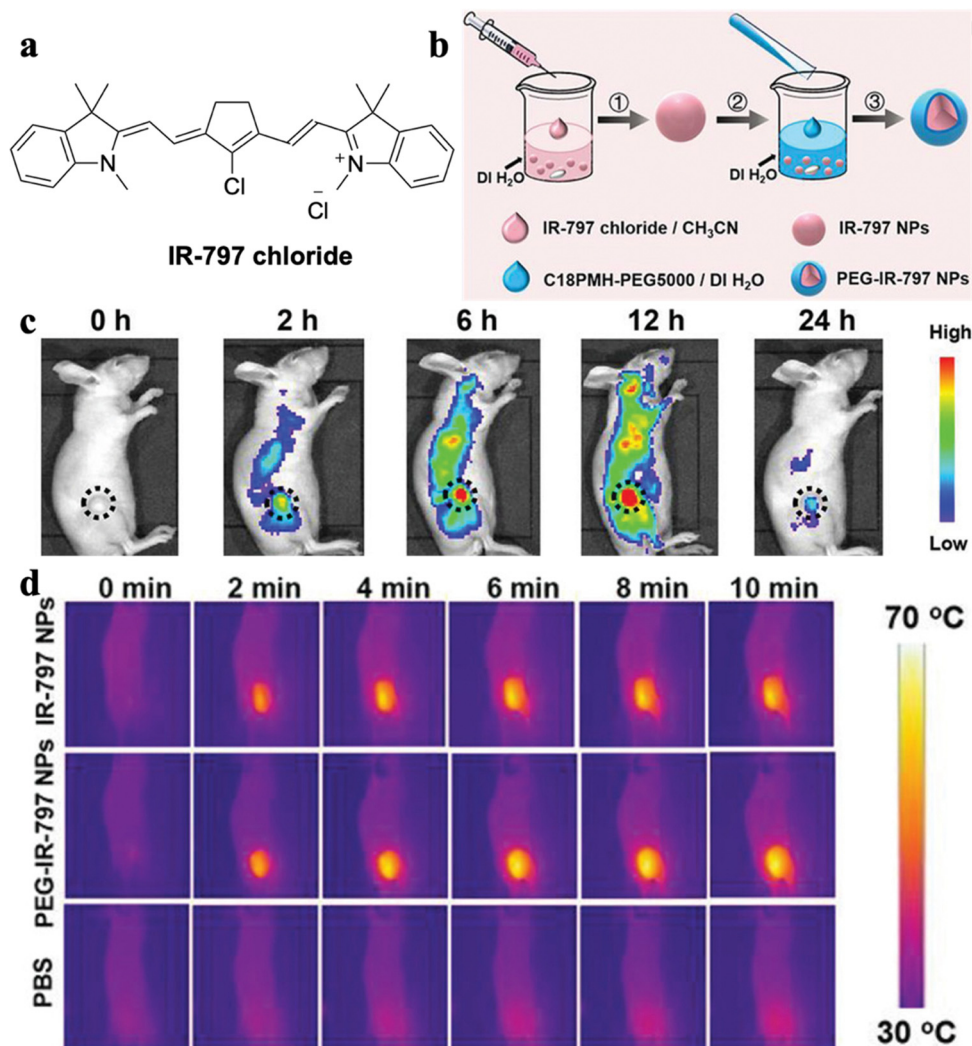 a
N
Cl
N
+
−
Cl
IR-797 chloride
b
①
②
③
DI H₂O
DI H₂O
IR-797 chloride / CH₃CN
IR-797 NPs
C18PMH-PEG5000 / DI H₂O
PEG-IR-797 NPs
c
0 h
2 h
6 h
12 h
24 h
High
Low
d
0 min
2 min
4 min
6 min
8 min
10 min
IR-797 NPs
PEG-IR-797 NPs
PBS
70 °C
30 °C